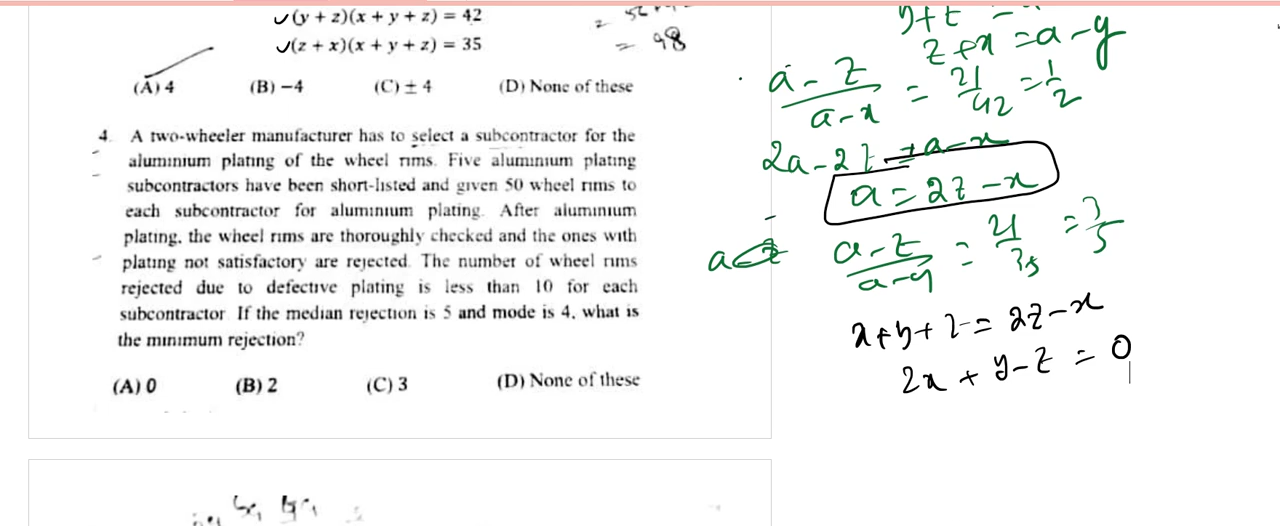 (y + z)(x + y + z) = 42
(z + x)(x + y + z) = 35
= 98
(A) 4 (B) −4 (C) ± 4 (D) None of these
4. A two-wheeler manufacturer has to select a subcontractor for the
aluminium plating of the wheel rims. Five aluminium plating
subcontractors have been short-listed and given 50 wheel rims to
each subcontractor for aluminium plating. After aluminium
plating, the wheel rims are thoroughly checked and the ones with
plating not satisfactory are rejected. The number of wheel rims
rejected due to defective plating is less than 10 for each
subcontractor. If the median rejection is 5 and mode is 4, what is
the minimum rejection?
(A) 0 (B) 2 (C) 3 (D) None of these
y+z =
z+x = a-y
a-z / a-x = 21/42 = 1/2
2a-2z = a-x
a = 2z-x
a-z / a-y = 21/35 = 3/5
x+y+z = 2z-x
2x+y-z = 0